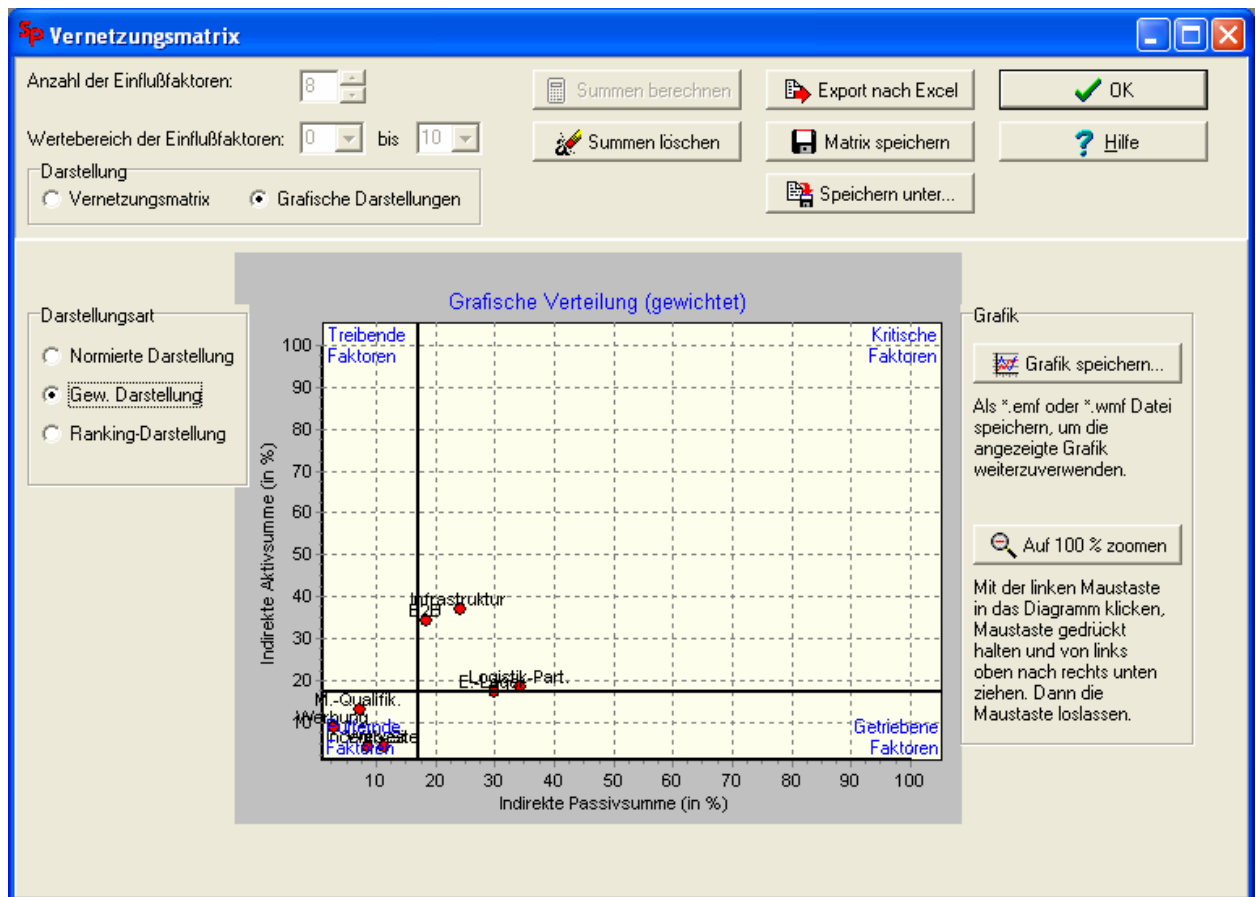 Vernetzungsmatrix
Anzahl der Einflußfaktoren:
8
Summen berechnen
Export nach Excel
OK
Wertebereich der Einflußfaktoren:
0
bis
10
Summen löschen
Matrix speichern
Hilfe
Darstellung
Vernetzungsmatrix
Grafische Darstellungen
Speichern unter...
Darstellungsart
Normierte Darstellung
Gew. Darstellung
Ranking-Darstellung
Grafische Verteilung (gewichtet)
Treibende
Faktoren
Kritische
Faktoren
100
90
80
70
60
50
40
30
20
10
Indirekte Aktivsumme (in %)
Infrastruktur
B2B
Logistik-Part.
E.-Lager
M.-Qualifik.
Werbung
Puffernde
Faktoren
Getriebene
Faktoren
10
20
30
40
50
60
70
80
90
100
Indirekte Passivsumme (in %)
Grafik
Grafik speichern...
Als *.emf oder *.wmf Datei
speichern, um die
angezeigte Grafik
weiterzuverwenden.
Auf 100 % zoomen
Mit der linken Maustaste
in das Diagramm klicken,
Maustaste gedrückt
halten und von links
oben nach rechts unten
ziehen. Dann die
Maustaste loslassen.